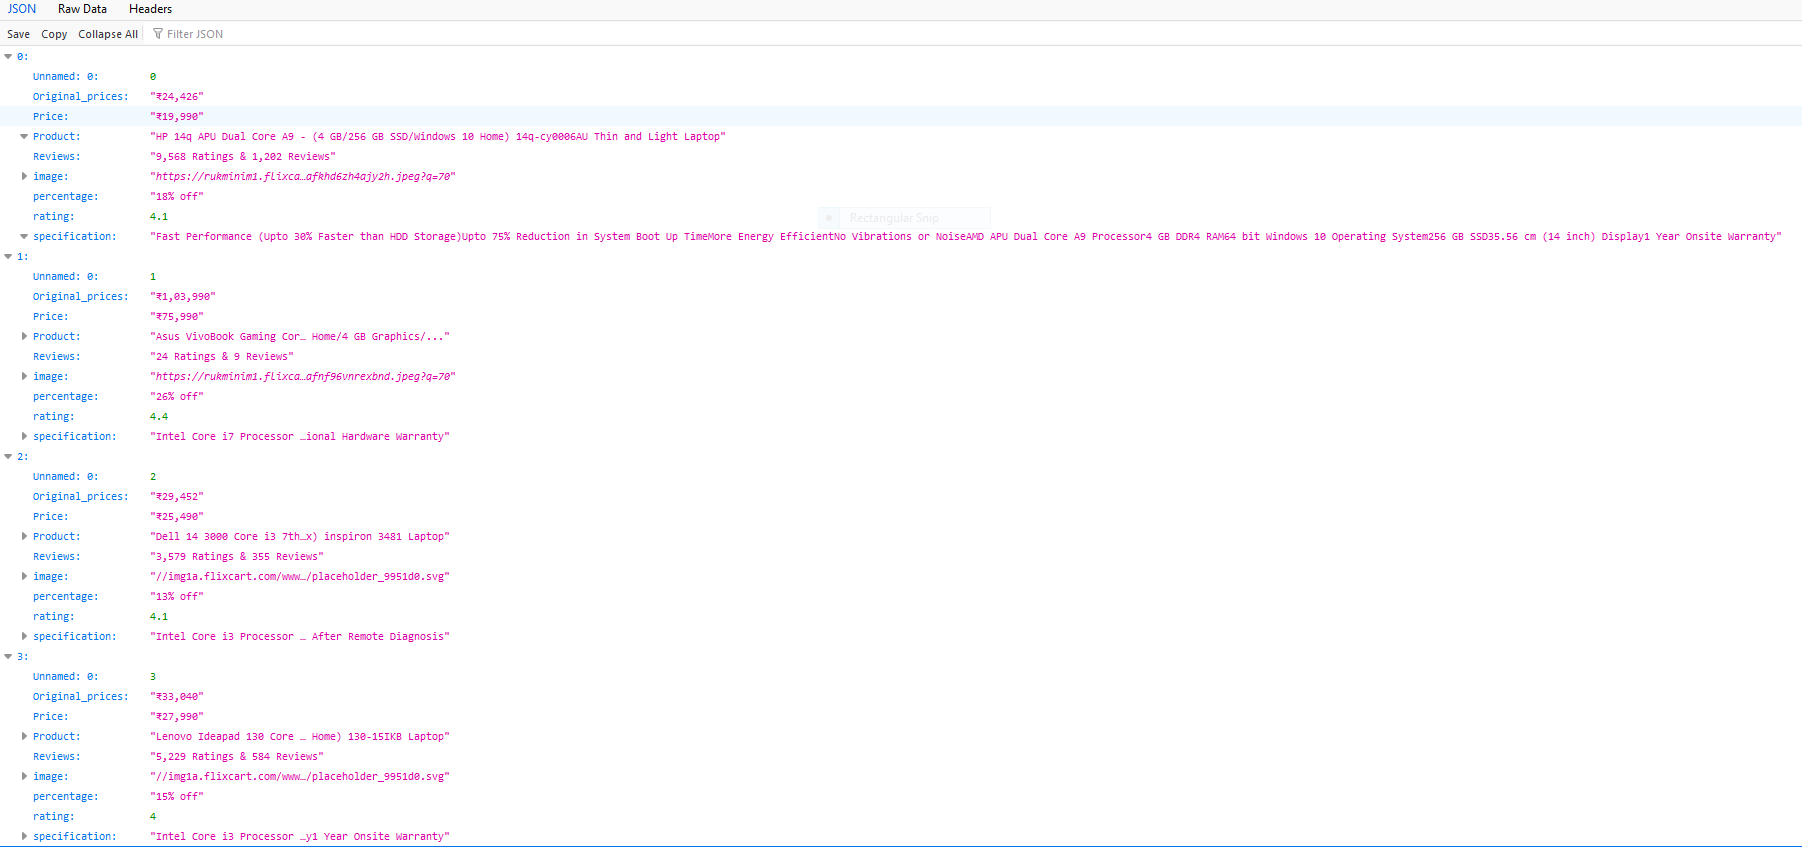 JSON Raw Data Headers
Save Copy Collapse All Filter JSON
0:
Unnamed: 0: 0
Original_prices: "₹24,426"
Price: "₹19,990"
Product: "HP 14q APU Dual Core A9 - (4 GB/256 GB SSD/Windows 10 Home) 14q-cy0006AU Thin and Light Laptop"
Reviews: "9,568 Ratings & 1,202 Reviews"
image: "https://rukminim1.flixca…afkhd6zh4ajy2h.jpeg?q=70"
percentage: "18% off"
rating: 4.1
Rectangular Snip
specification: "Fast Performance (Upto 30% Faster than HDD Storage)Upto 75% Reduction in System Boot Up TimeMore Energy EfficientNo Vibrations or NoiseAMD APU Dual Core A9 Processor4 GB DDR4 RAM64 bit Windows 10 Operating System256 GB SSD35.56 cm (14 inch) Display1 Year Onsite Warranty"
1:
Unnamed: 0: 1
Original_prices: "₹1,03,990"
Price: "₹75,990"
Product: "Asus VivoBook Gaming Cor… Home/4 GB Graphics/..."
Reviews: "24 Ratings & 9 Reviews"
image: "https://rukminim1.flixca…afnf96vnrexbnd.jpeg?q=70"
percentage: "26% off"
rating: 4.4
specification: "Intel Core i7 Processor …ional Hardware Warranty"
2:
Unnamed: 0: 2
Original_prices: "₹29,452"
Price: "₹25,490"
Product: "Dell 14 3000 Core i3 7th…x) inspiron 3481 Laptop"
Reviews: "3,579 Ratings & 355 Reviews"
image: "//img1a.flixcart.com/www…/placeholder_9951d0.svg"
percentage: "13% off"
rating: 4.1
specification: "Intel Core i3 Processor … After Remote Diagnosis"
3:
Unnamed: 0: 3
Original_prices: "₹33,040"
Price: "₹27,990"
Product: "Lenovo Ideapad 130 Core … Home) 130-15IKB Laptop"
Reviews: "5,229 Ratings & 584 Reviews"
image: "//img1a.flixcart.com/www…/placeholder_9951d0.svg"
percentage: "15% off"
rating: 4
specification: "Intel Core i3 Processor …y1 Year Onsite Warranty"